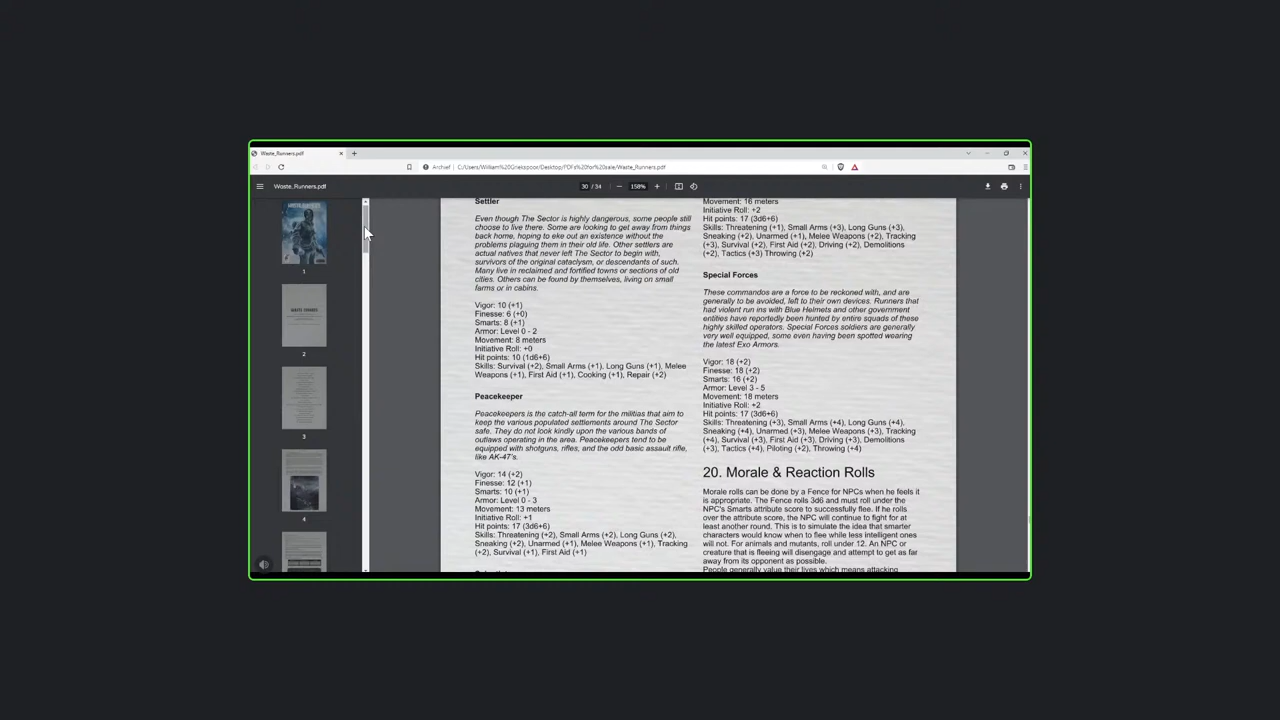 Waste_Runners.pdf
Archief C:/Users/William%20Gnekspoos/Desktop/PDFs%20for%20sale/Waste_Runners.pdf
Waste_Runners.pdf
30 / 34
158%
1
2
3
4
Settler
Even though The Sector is highly dangerous, some people still
choose to live there. Some are looking to get away from things
back home, hoping to eke out an existence without the
problems plaguing them in their old life. Other settlers are
actual natives that never left The Sector to begin with,
survivors of the original cataclysm, or descendants of such.
Many live in reclaimed and fortified towns or sections of old
cities. Others can be found by themselves, living on small
farms or in cabins.
Vigor: 10 (+1)
Finesse: 6 (+0)
Smarts: 8 (+1)
Armor: Level 0 - 2
Movement: 8 meters
Initiative Roll: +0
Hit points: 10 (1d6+6)
Skills: Survival (+2), Small Arms (+1), Long Guns (+1), Melee
Weapons (+1), First Aid (+1), Cooking (+1), Repair (+2)
Peacekeeper
Peacekeepers is the catch-all term for the militias that aim to
keep the various populated settlements around The Sector
safe. They do not look kindly upon the various bands of
outlaws operating in the area. Peacekeepers tend to be
equipped with shotguns, rifles, and the odd basic assault rifle,
like AK-47's.
Vigor: 14 (+2)
Finesse: 12 (+1)
Smarts: 10 (+1)
Armor: Level 0 - 3
Movement: 13 meters
Initiative Roll: +1
Hit points: 17 (3d6+6)
Skills: Threatening (+2), Small Arms (+2), Long Guns (+2),
Sneaking (+2), Unarmed (+1), Melee Weapons (+1), Tracking
(+2), Survival (+1), First Aid (+1)
Movement: 16 meters
Initiative Roll: +2
Hit points: 17 (3d6+6)
Skills: Threatening (+1), Small Arms (+3), Long Guns (+3),
Sneaking (+2), Unarmed (+1), Melee Weapons (+2), Tracking
(+3), Survival (+2), First Aid (+2), Driving (+2), Demolitions
(+2), Tactics (+3) Throwing (+2)
Special Forces
These commandos are a force to be reckoned with, and are
generally to be avoided, left to their own devices. Runners that
had violent run ins with Blue Helmets and other government
entities have reportedly been hunted by entire squads of these
highly skilled operators. Special Forces soldiers are generally
very well equipped, some even having been spotted wearing
the latest Exo Armors.
Vigor: 18 (+2)
Finesse: 18 (+2)
Smarts: 16 (+2)
Armor: Level 3 - 5
Movement: 18 meters
Initiative Roll: +2
Hit points: 17 (3d6+6)
Skills: Threatening (+3), Small Arms (+4), Long Guns (+4),
Sneaking (+4), Unarmed (+3), Melee Weapons (+3), Tracking
(+4), Survival (+3), First Aid (+3), Driving (+3), Demolitions
(+3), Tactics (+4), Piloting (+2), Throwing (+4)
20. Morale & Reaction Rolls
Morale rolls can be done by a Fence for NPCs when he feels it
is appropriate. The Fence rolls 3d6 and must roll under the
NPC's Smarts attribute score to successfully flee. If he rolls
over the attribute score, the NPC will continue to fight for at
least another round. This is to simulate the idea that smarter
characters would know when to flee while less intelligent ones
will not. For animals and mutants, roll under 12. An NPC or
creature that is fleeing will disengage and attempt to get as far
away from its opponent as possible.
People generally value their lives which means attacking